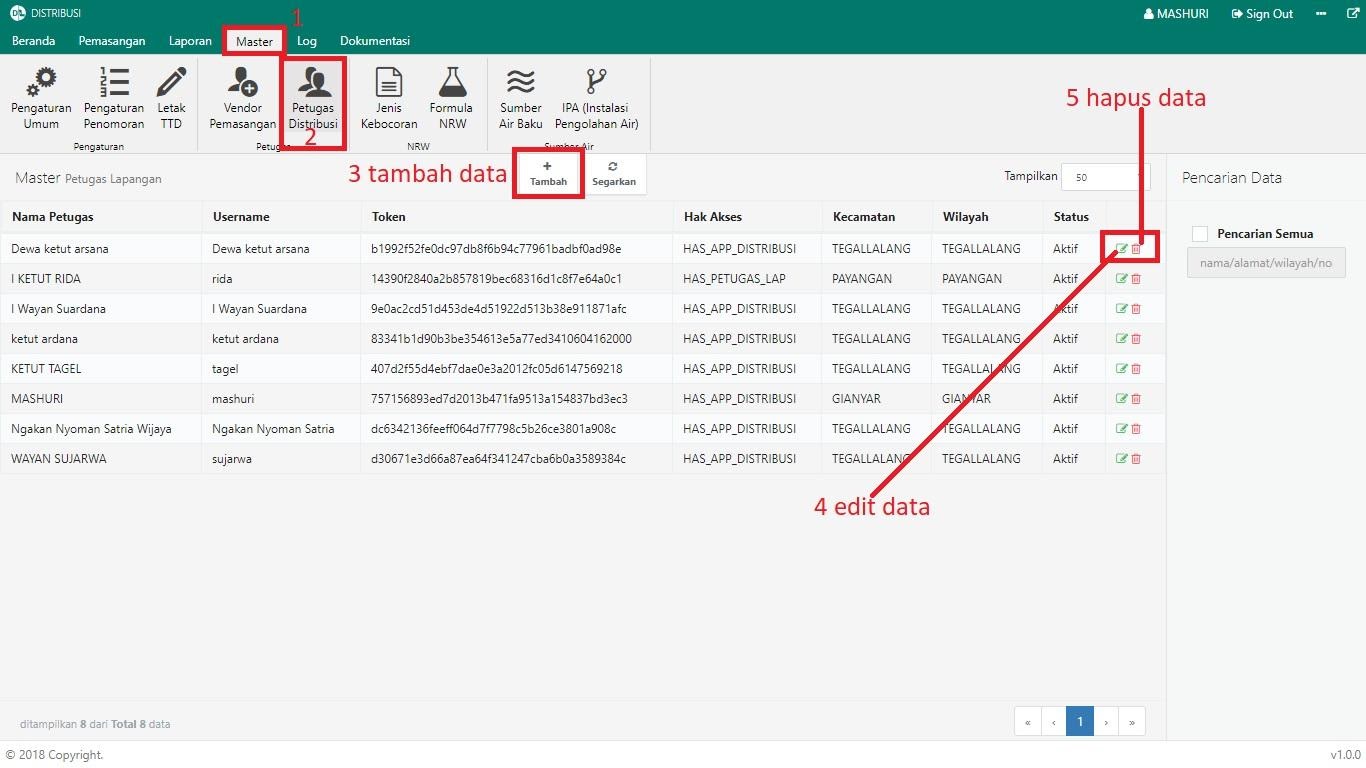 DISTRIBUSI
MASHURI Sign Out
1
Beranda Pemasangan Laporan Master Log Dokumentasi
Pengaturan Umum
Pengaturan Penomoran
Letak TTD
Vendor Pemasangan
Petugas Distribusi
2
Jenis Kebocoran
Formula NRW
Sumber Air Baku
IPA (Instalasi Pengolahan Air)
Pengaturan
NRW
Sumber Air
5 hapus data
Master Petugas Lapangan
3 tambah data
Tambah
Segarkan
Tampilkan 50
Pencarian Data
Nama Petugas Username Token Hak Akses Kecamatan Wilayah Status
Dewa ketut arsana Dewa ketut arsana b1992f52fe0dc97db8f6b94c77961badbf0ad98e HAS_APP_DISTRIBUSI TEGALLALANG TEGALLALANG Aktif
I KETUT RIDA rida 14390f2840a2b857819bec68316d1c8f7e64a0c1 HAS_PETUGAS_LAP PAYANGAN PAYANGAN Aktif
I Wayan Suardana I Wayan Suardana 9e0ac2cd51d453de4d51922d513b38e911871afc HAS_APP_DISTRIBUSI TEGALLALANG TEGALLALANG Aktif
ketut ardana ketut ardana 83341b1d90b3be354613e5a77ed3410604162000 HAS_APP_DISTRIBUSI TEGALLALANG TEGALLALANG Aktif
KETUT TAGEL tagel 407d2f55d4ebf7dae0e3a2012fc05d6147569218 HAS_APP_DISTRIBUSI TEGALLALANG TEGALLALANG Aktif
MASHURI mashuri 757156893ed7d2013b471fa9513a154837bd3ec3 HAS_APP_DISTRIBUSI GIANYAR GIANYAR Aktif
Ngakan Nyoman Satria Wijaya Ngakan Nyoman Satria dc6342136feeff064d7f7798c5b26ce3801a908c HAS_APP_DISTRIBUSI TEGALLALANG TEGALLALANG Aktif
WAYAN SUJARWA sujarwa d30671e3d66a87ea64f341247cba6b0a3589384c HAS_APP_DISTRIBUSI TEGALLALANG TEGALLALANG Aktif
Pencarian Semua
nama/alamat/wilayah/no
4 edit data
ditampilkan 8 dari Total 8 data
« ‹ 1 › »
© 2018 Copyright.
v1.0.0